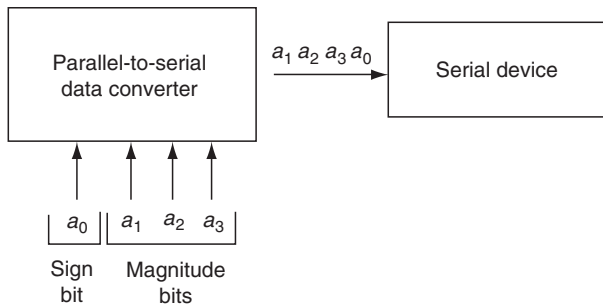 Parallel-to-serial
data converter
a₁ a₂ a₃ a₀
Serial device
a₀ a₁ a₂ a₃
Sign
bit
Magnitude
bits